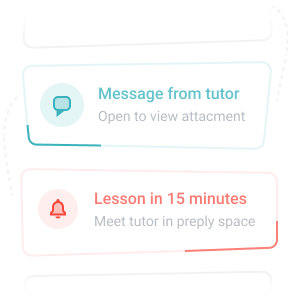 Message from tutor
Open to view attacment
Lesson in 15 minutes
Meet tutor in preply space